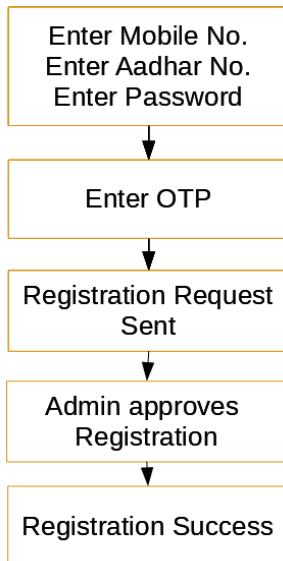 Enter Mobile No.
Enter Aadhar No.
Enter Password
Enter OTP
Registration Request
Sent
Admin approves
Registration
Registration Success